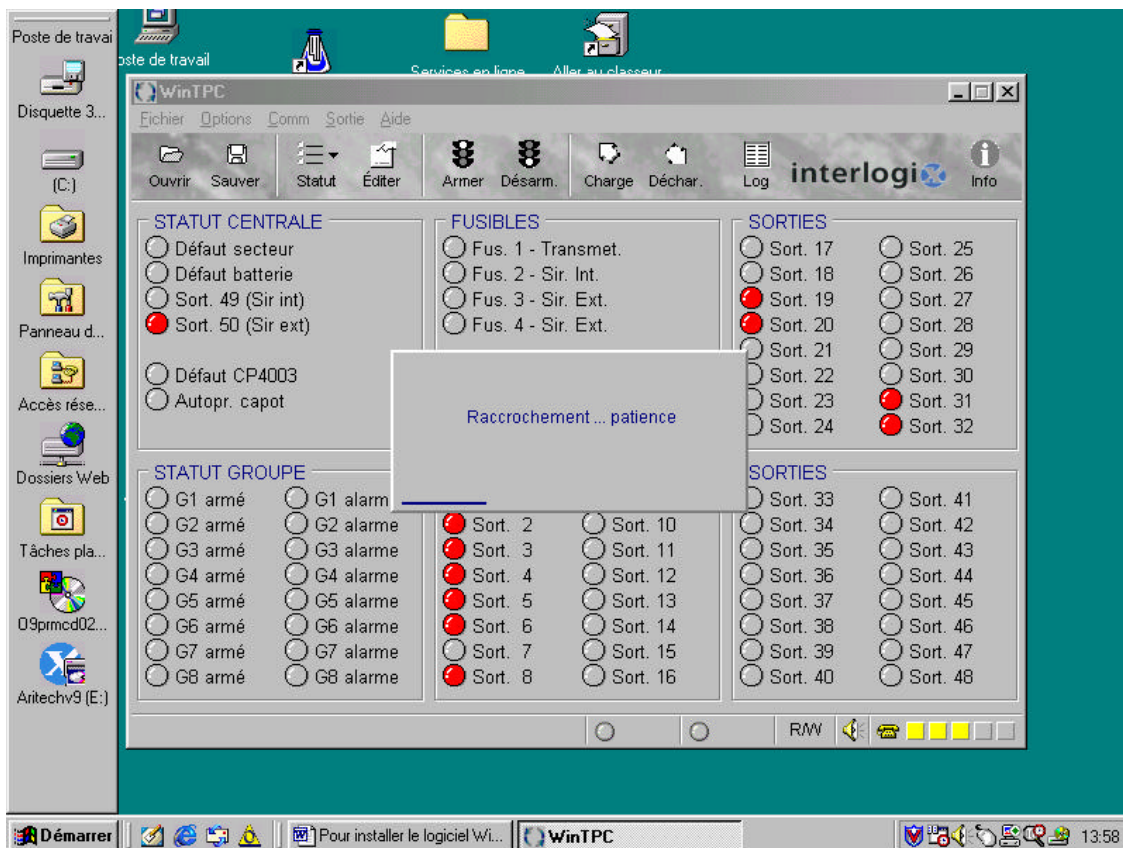 Poste de travai
Disquette 3...
(C:)
Imprimantes
Panneau d...
Accès rése...
Dossiers Web
Tâches pla...
09prmcd02...
Aritechv9 (E:)
oste de travail
Services en ligne
Aller au classeur
WinTPC
Fichier Options Comm Sortie Aide
Ouvrir Sauver Statut Éditer Armer Désarm. Charge Déchar. Log interlogix Info
STATUT CENTRALE
Défaut secteur
Défaut batterie
Sort. 49 (Sir int)
Sort. 50 (Sir ext)
Défaut CP4003
Autopr. capot
FUSIBLES
Fus. 1 - Transmet.
Fus. 2 - Sir. Int.
Fus. 3 - Sir. Ext.
Fus. 4 - Sir. Ext.
SORTIES
Sort. 17 Sort. 25
Sort. 18 Sort. 26
Sort. 19 Sort. 27
Sort. 20 Sort. 28
Sort. 21 Sort. 29
Sort. 22 Sort. 30
Sort. 23 Sort. 31
Sort. 24 Sort. 32
Raccrochement ... patience
STATUT GROUPE
G1 armé G1 alarm
G2 armé G2 alarme
G3 armé G3 alarme
G4 armé G4 alarme
G5 armé G5 alarme
G6 armé G6 alarme
G7 armé G7 alarme
G8 armé G8 alarme
Sort. 2 Sort. 10
Sort. 3 Sort. 11
Sort. 4 Sort. 12
Sort. 5 Sort. 13
Sort. 6 Sort. 14
Sort. 7 Sort. 15
Sort. 8 Sort. 16
SORTIES
Sort. 33 Sort. 41
Sort. 34 Sort. 42
Sort. 35 Sort. 43
Sort. 36 Sort. 44
Sort. 37 Sort. 45
Sort. 38 Sort. 46
Sort. 39 Sort. 47
Sort. 40 Sort. 48
R/W
Démarrer
Pour installer le logiciel Wi...
WinTPC
13:58